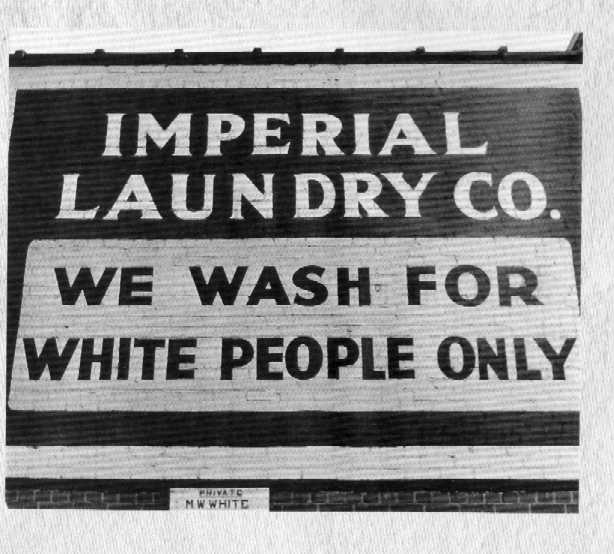 IMPERIAL
LAUNDRY CO.
WE WASH FOR
WHITE PEOPLE ONLY
PRIVATE
M W WHITE